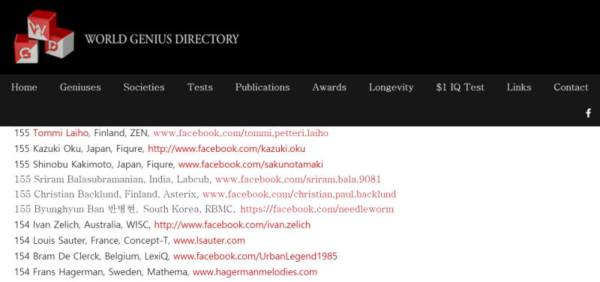 WGD
WORLD GENIUS DIRECTORY
Home Geniuses Societies Tests Publications Awards Longevity $1 IQ Test Links Contact
f
155 Tommi Laiho, Finland, ZEN, www.facebook.com/tommi.petteri.laiho
155 Kazuki Oku, Japan, Fiqure, http://www.facebook.com/kazuki.oku
155 Shinobu Kakimoto, Japan, Fiqure, www.facebook.com/sakunotamaki
155 Sriram Balasubramanian, India, Labcub, www.facebook.com/sriram.bala.9081
155 Christian Backlund, Finland, Asterix, www.facebook.com/christian.paul.backlund
155 Byunghyun Ban 반병현, South Korea, RBMC, https://facebook.com/needleworm
154 Ivan Zelich, Australia, WISC, http://www.facebook.com/ivan.zelich
154 Louis Sauter, France, Concept-T, www.lsauter.com
154 Bram De Clerck, Belgium, LexiQ, www.facebook.com/UrbanLegend1985
154 Frans Hagerman, Sweden, Mathema, www.hagermanmelodies.com